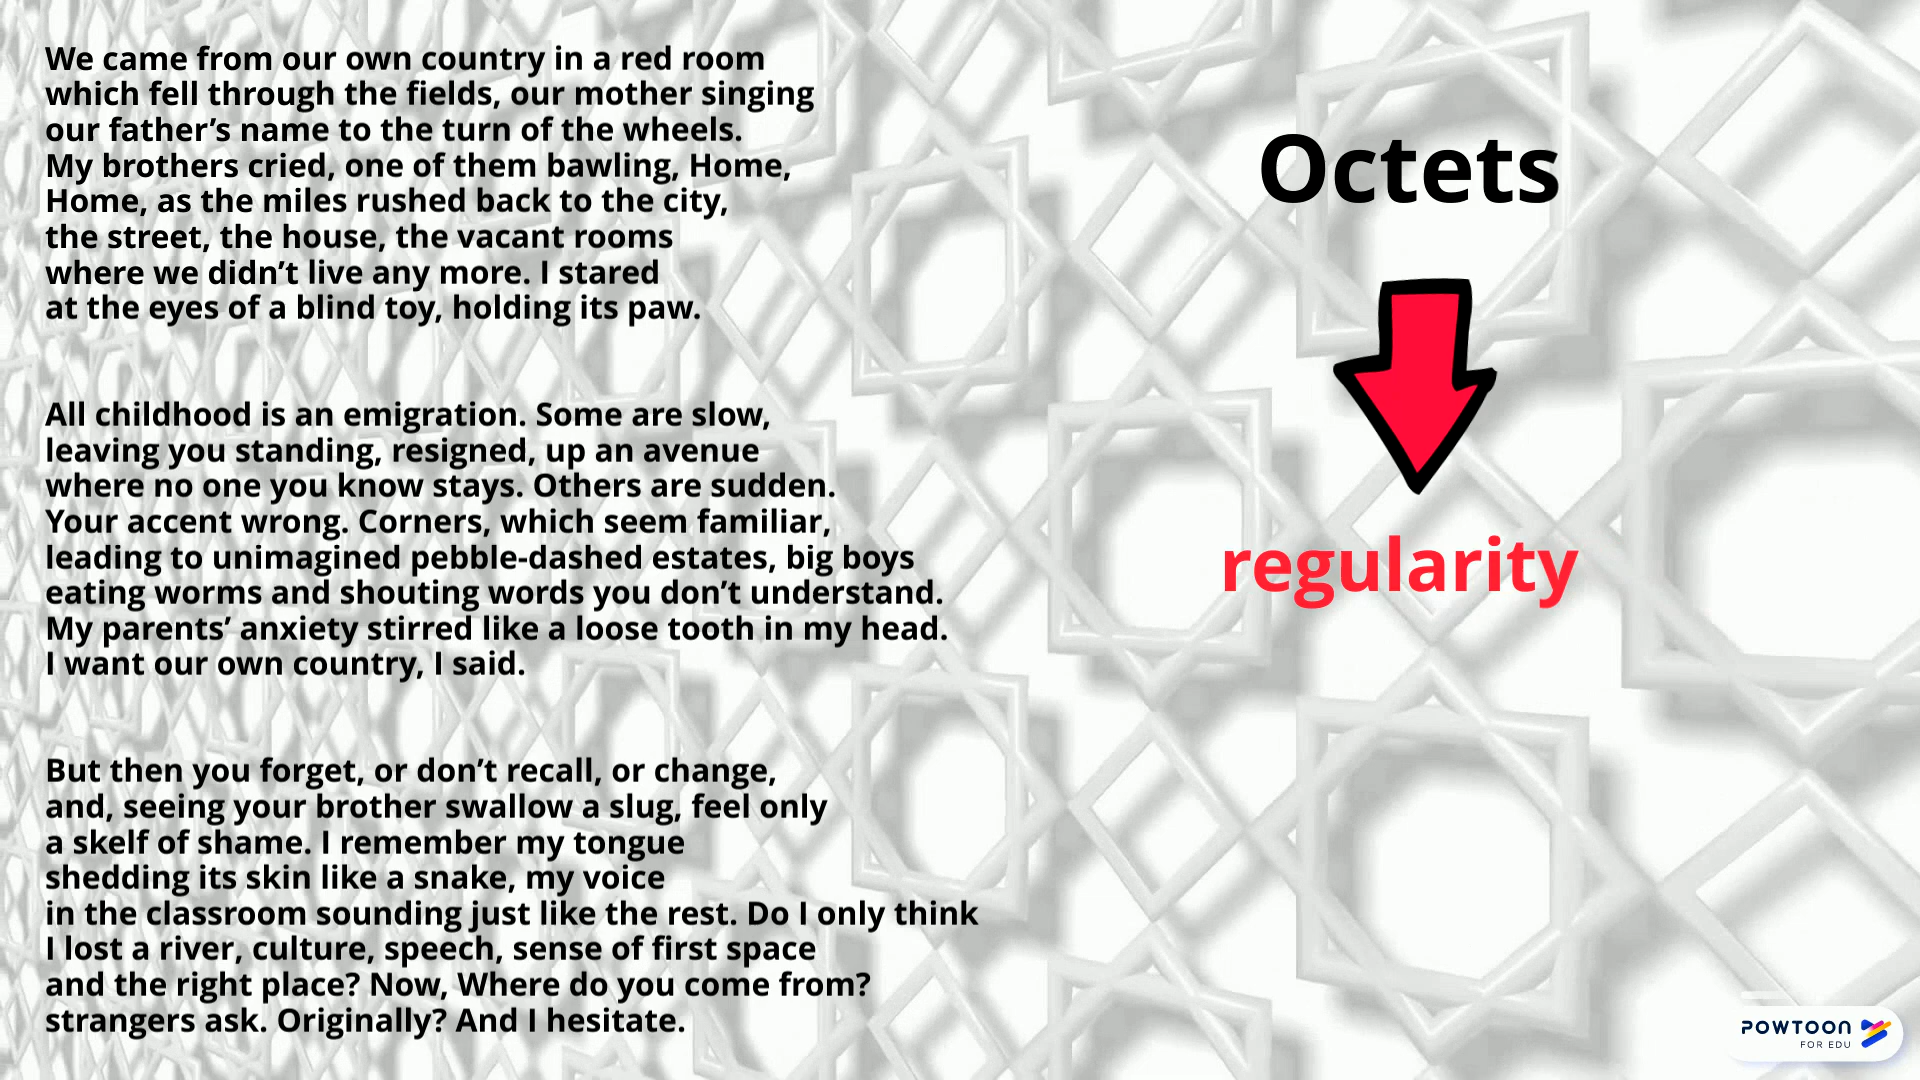 We came from our own country in a red room
which fell through the fields, our mother singing
our father’s name to the turn of the wheels.
My brothers cried, one of them bawling, Home,
Home, as the miles rushed back to the city,
the street, the house, the vacant rooms
where we didn’t live any more. I stared
at the eyes of a blind toy, holding its paw.
All childhood is an emigration. Some are slow,
leaving you standing, resigned, up an avenue
where no one you know stays. Others are sudden.
Your accent wrong. Corners, which seem familiar,
leading to unimagined pebble-dashed estates, big boys
eating worms and shouting words you don’t understand.
My parents’ anxiety stirred like a loose tooth in my head.
I want our own country, I said.
But then you forget, or don’t recall, or change,
and, seeing your brother swallow a slug, feel only
a skelf of shame. I remember my tongue
shedding its skin like a snake, my voice
in the classroom sounding just like the rest. Do I only think
I lost a river, culture, speech, sense of first space
and the right place? Now, Where do you come from?
strangers ask. Originally? And I hesitate.
Octets
regularity
POWTOON
FOR EDU